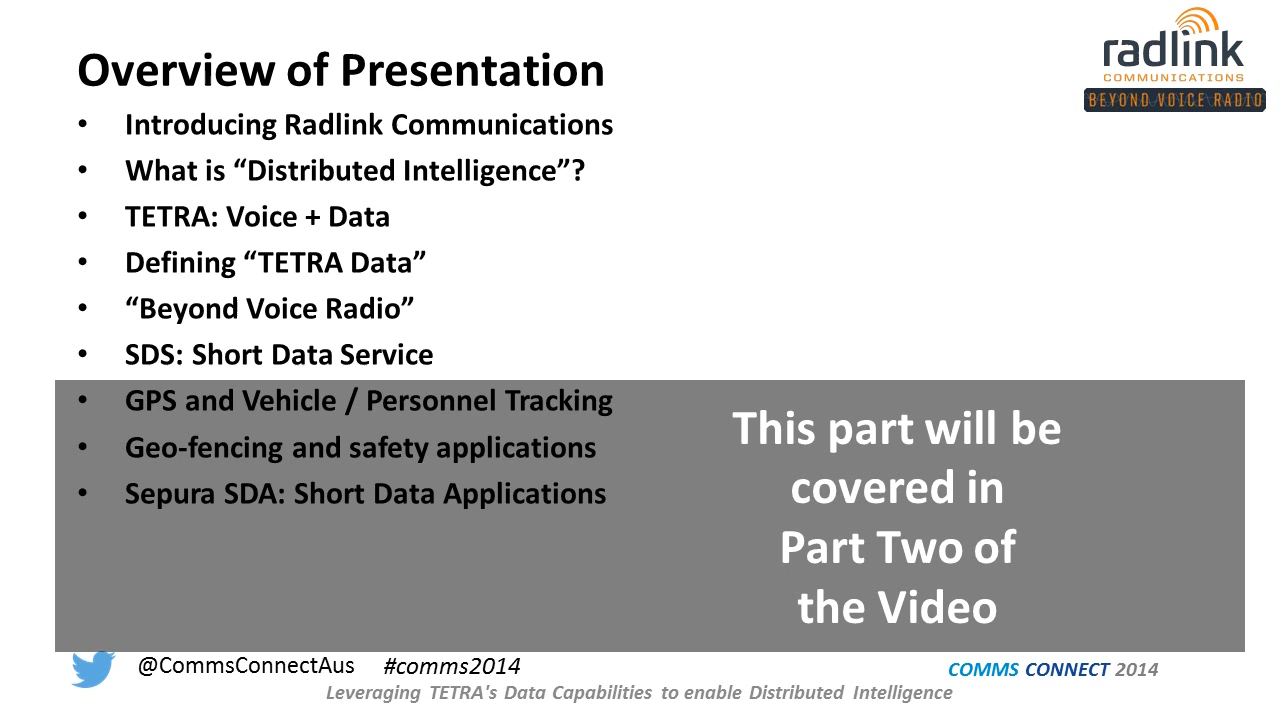 radlink
COMMUNICATIONS
BEYOND VOICE RADIO
Overview of Presentation
• Introducing Radlink Communications
• What is “Distributed Intelligence”?
• TETRA: Voice + Data
• Defining “TETRA Data”
• “Beyond Voice Radio”
• SDS: Short Data Service
• GPS and Vehicle / Personnel Tracking
• Geo-fencing and safety applications
• Sepura SDA: Short Data Applications
This part will be
covered in
Part Two of
the Video
@CommsConnectAus #comms2014
COMMS CONNECT 2014
Leveraging TETRA's Data Capabilities to enable Distributed Intelligence